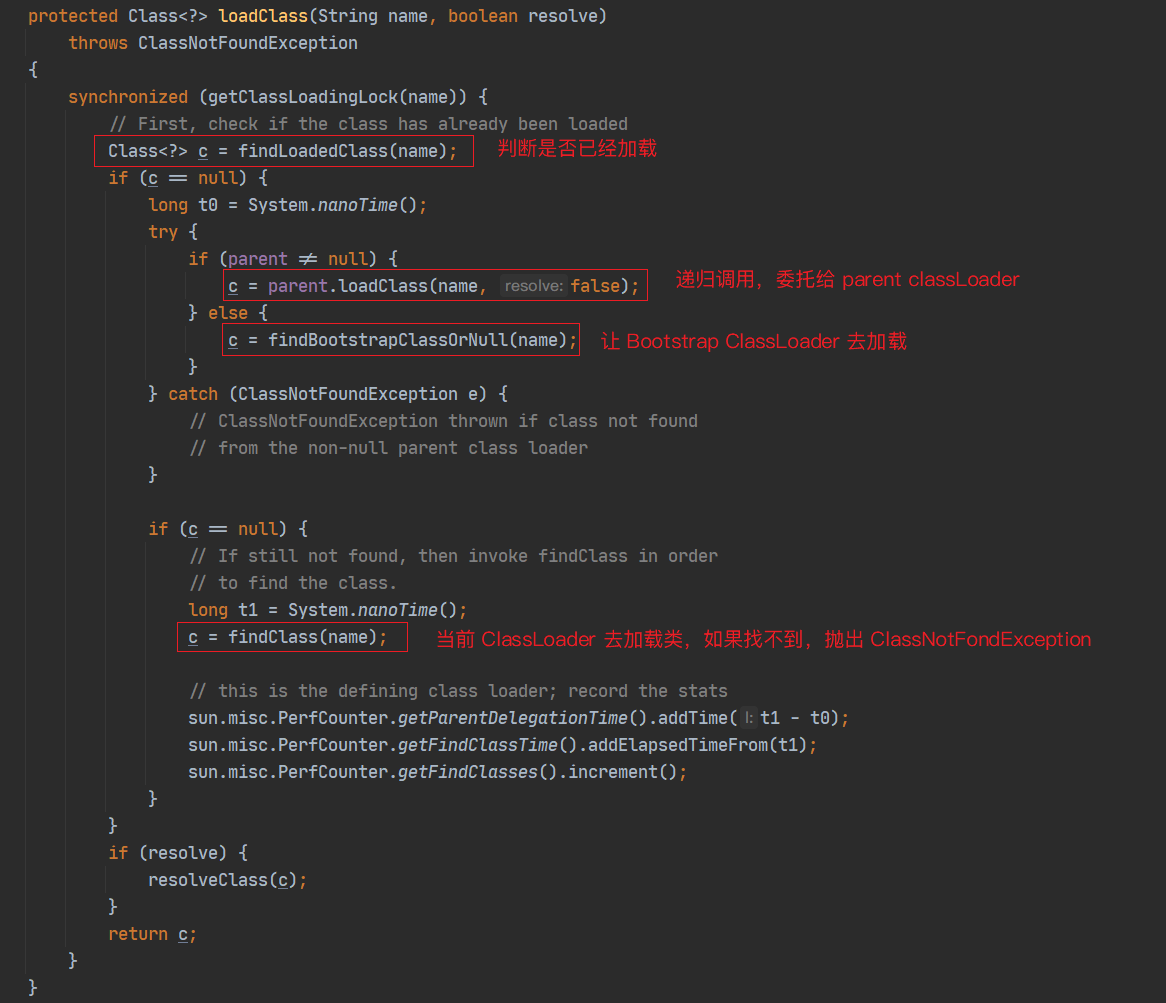 protected Class<?> loadClass(String name, boolean resolve)
throws ClassNotFoundException
{
synchronized (getClassLoadingLock(name)) {
// First, check if the class has already been loaded
Class<?> c = findLoadedClass(name); 判断是否已经加载
if (c == null) {
long t0 = System.nanoTime();
try {
if (parent != null) {
c = parent.loadClass(name, resolve: false); 递归调用，委托给 parent classLoader
} else {
c = findBootstrapClassOrNull(name); 让 Bootstrap ClassLoader 去加载
}
} catch (ClassNotFoundException e) {
// ClassNotFoundException thrown if class not found
// from the non-null parent class loader
}
if (c == null) {
// If still not found, then invoke findClass in order
// to find the class.
long t1 = System.nanoTime();
c = findClass(name); 当前 ClassLoader 去加载类，如果找不到，抛出 ClassNotFondException
// this is the defining class loader; record the stats
sun.misc.PerfCounter.getParentDelegationTime().addTime( l: t1 - t0);
sun.misc.PerfCounter.getFindClassTime().addElapsedTimeFrom(t1);
sun.misc.PerfCounter.getFindClasses().increment();
}
}
if (resolve) {
resolveClass(c);
}
return c;
}
}